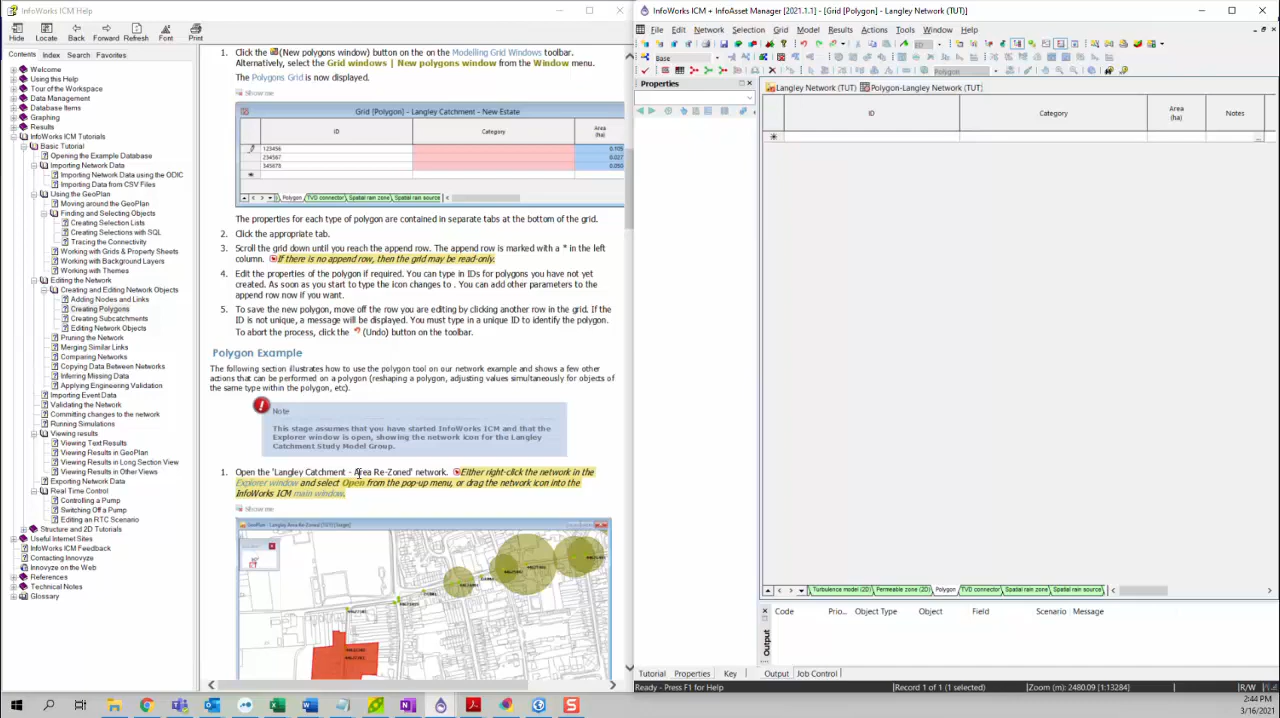 InfoWorks ICM Help
Hide
Locate
Back
Forward
Refresh
Font
Print
Contents
Index
Search
Favorites
Welcome
Using this Help
Tour of the Workspace
Data Management
Database Items
Graphing
Results
InfoWorks ICM Tutorials
Basic Tutorial
Opening the Example Database
Importing Network Data
Importing Network Data using the ODIC
Importing Data from CSV Files
Using the GeoPlan
Moving around the GeoPlan
Finding and Selecting Objects
Creating Selection Lists
Creating Selections with SQL
Tracing the Connectivity
Working with Grids & Property Sheets
Working with Background Layers
Working with Themes
Editing the Network
Creating and Editing Network Objects
Adding Nodes and Links
Creating Polygons
Creating Subcatchments
Editing Network Objects
Pruning the Network
Merging Similar Links
Comparing Networks
Copying Data Between Networks
Inferring Missing Data
Applying Engineering Validation
Importing Event Data
Validating the Network
Committing changes to the network
Running Simulations
Viewing results
Viewing Text Results
Viewing Results in GeoPlan
Viewing Results in Long Section View
Viewing Results in Other Views
Exporting Network Data
Real Time Control
Controlling a Pump
Switching Off a Pump
Editing an RTC Scenario
Structure and 2D Tutorials
Useful Internet Sites
InfoWorks ICM Feedback
Contacting Innovyze
Innovyze on the Web
References
Technical Notes
Glossary
1. Click the (New polygons window) button on the on the Modelling Grid Windows toolbar.
Alternatively, select the Grid windows | New polygons window from the Window menu.
The Polygons Grid is now displayed.
Show me
Grid [Polygon] - Langley Catchment - New Estate
ID
Category
Area
(ha)
123456
0.105
234567
0.027
345678
0.050
Polygon
TVD connector
Spatial rain zone
Spatial rain source
The properties for each type of polygon are contained in separate tabs at the bottom of the grid.
2. Click the appropriate tab.
3. Scroll the grid down until you reach the append row. The append row is marked with a * in the left
column. If there is no append row, then the grid may be read-only.
4. Edit the properties of the polygon if required. You can type in IDs for polygons you have not yet
created. As soon as you start to type the icon changes to . You can add other parameters to the
append row now if you want.
5. To save the new polygon, move off the row you are editing by clicking another row in the grid. If the
ID is not unique, a message will be displayed. You must type in a unique ID to identify the polygon.
To abort the process, click the (Undo) button on the toolbar.
Polygon Example
The following section illustrates how to use the polygon tool on our network example and shows a few other
actions that can be performed on a polygon (reshaping a polygon, adjusting values simultaneously for objects of
the same type within the polygon, etc).
Note
This stage assumes that you have started InfoWorks ICM and that the
Explorer window is open, showing the network icon for the Langley
Catchment Study Model Group.
1. Open the 'Langley Catchment - Area Re-Zoned' network. Either right-click the network in the
Explorer window and select Open from the pop-up menu, or drag the network icon into the
InfoWorks ICM main window.
Show me
InfoWorks ICM + InfoAsset Manager [2021.1.1] - [Grid [Polygon] - Langley Network (TUT)]
File
Edit
Network
Selection
Grid
Model
Results
Actions
Tools
Window
Help
Base
Polygon
Properties
Langley Network (TUT)
Polygon-Langley Network (TUT)
ID
Category
Area
(ha)
Notes
Turbulence model (2D)
Permeable zone (2D)
Polygon
TVD connector
Spatial rain zone
Spatial rain source
Output
Code
Prio...
Object Type
Object
Field
Scenario
Message
Tutorial
Properties
Key
Output
Job Control
Ready - Press F1 for Help
Record 1 of 1 (1 selected)
Zoom (m): 2480.09 (1:13284)
R/W
2:44 PM
3/16/2021